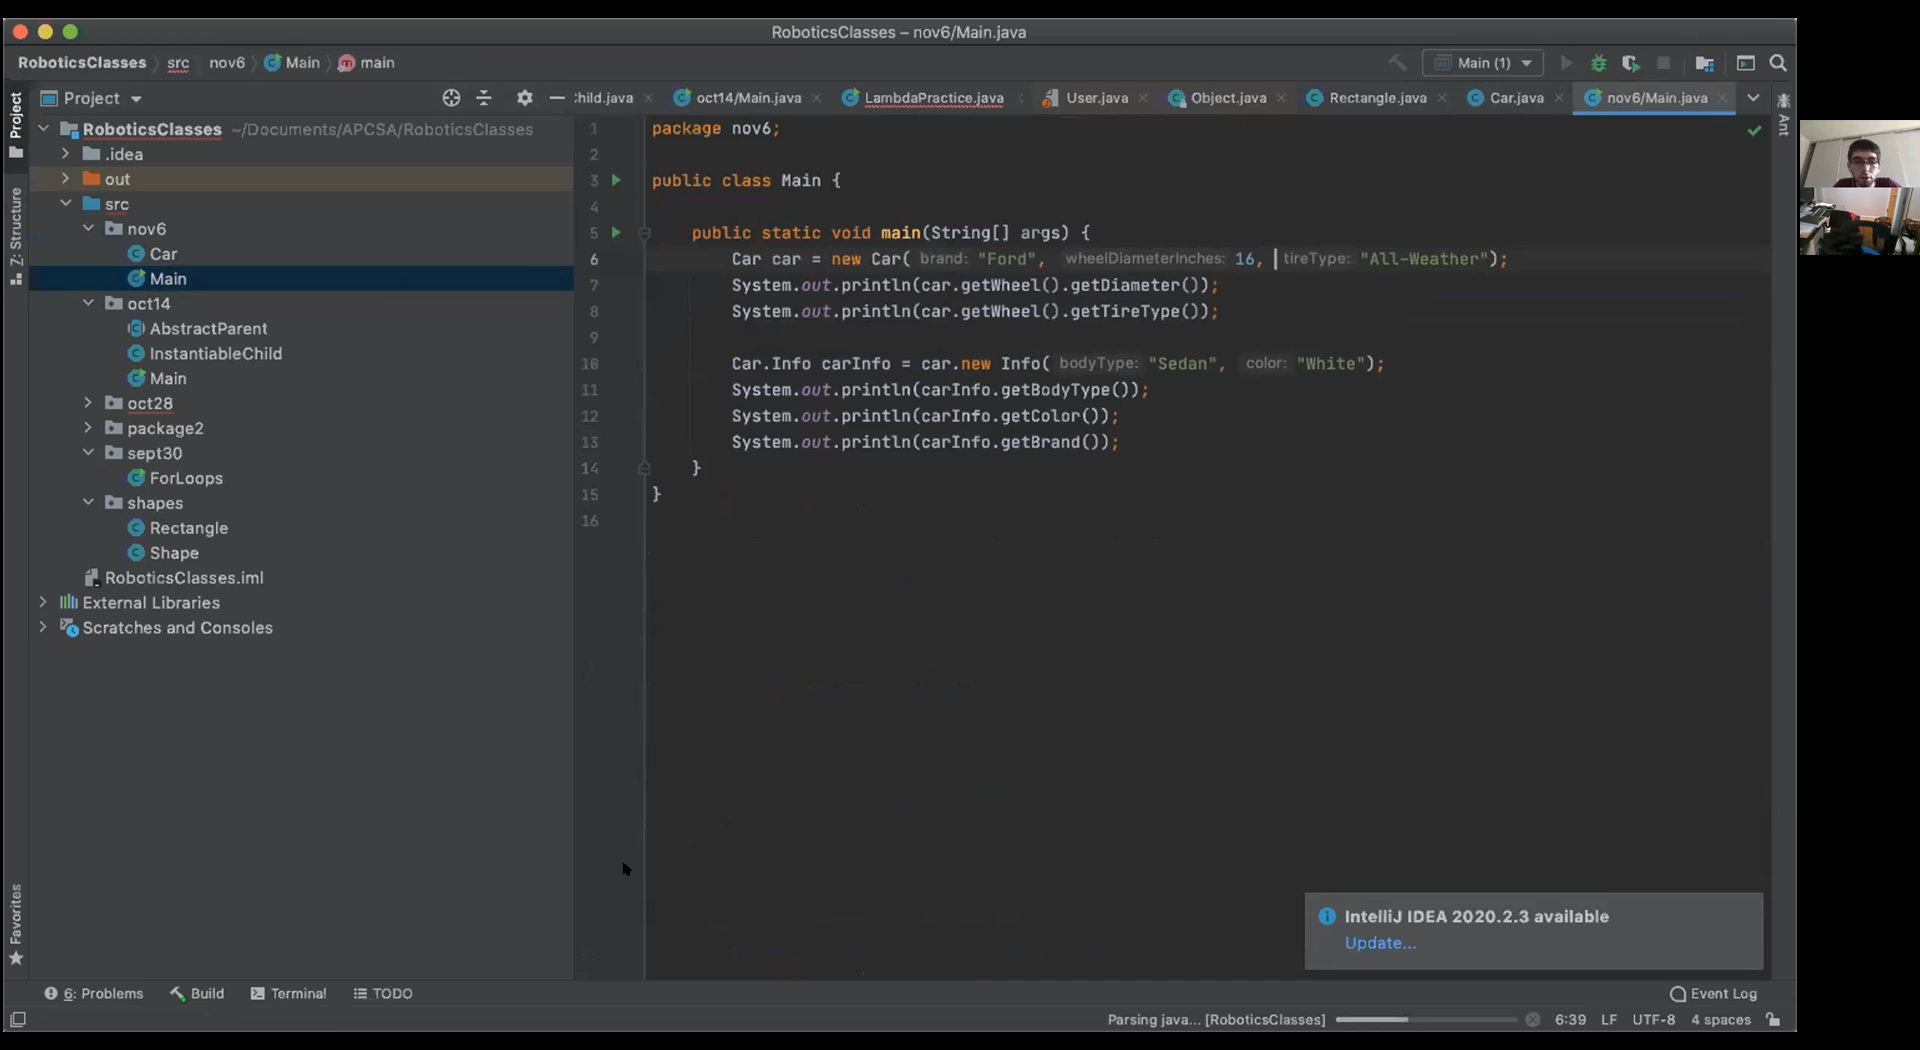 RoboticsClasses – nov6/Main.java
RoboticsClasses src nov6 Main main
Main (1)
Project
Child.java oct14/Main.java LambdaPractice.java User.java Object.java Rectangle.java Car.java nov6/Main.java
Project
Z: Structure
Favorites
Ant
RoboticsClasses ~/Documents/APCSA/RoboticsClasses
.idea
out
src
nov6
Car
Main
oct14
AbstractParent
InstantiableChild
Main
oct28
package2
sept30
ForLoops
shapes
Rectangle
Shape
RoboticsClasses.iml
External Libraries
Scratches and Consoles
1 package nov6;
2
3 public class Main {
4
5 public static void main(String[] args) {
6 Car car = new Car( brand: "Ford", wheelDiameterInches: 16, tireType: "All-Weather");
7 System.out.println(car.getWheel().getDiameter());
8 System.out.println(car.getWheel().getTireType());
9
10 Car.Info carInfo = car.new Info( bodyType: "Sedan", color: "White");
11 System.out.println(carInfo.getBodyType());
12 System.out.println(carInfo.getColor());
13 System.out.println(carInfo.getBrand());
14 }
15 }
16
IntelliJ IDEA 2020.2.3 available
Update...
6: Problems Build Terminal TODO Event Log
Parsing java... [RoboticsClasses] 6:39 LF UTF-8 4 spaces